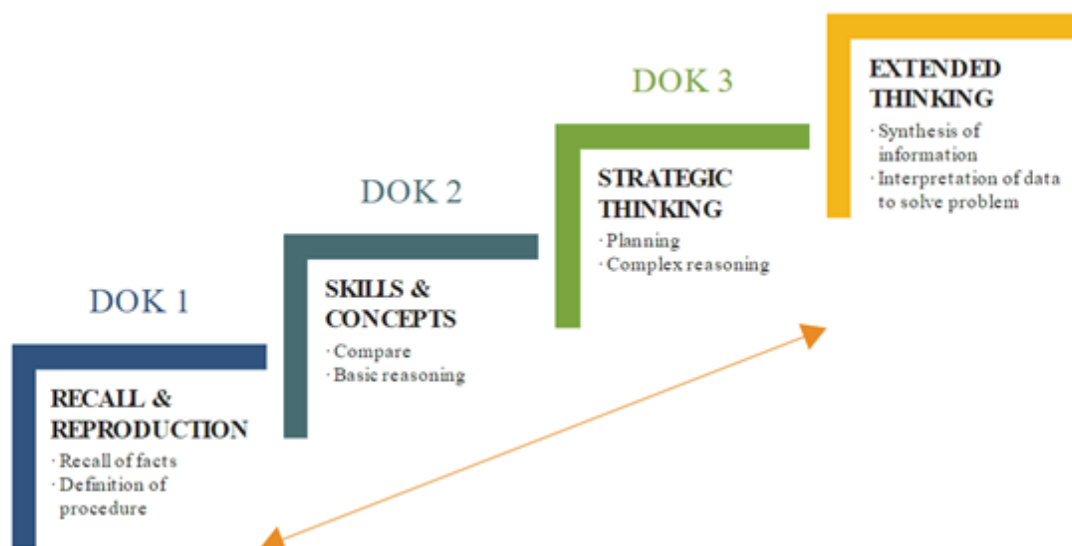 DOK 1
RECALL &
REPRODUCTION
· Recall of facts
· Definition of
procedure
DOK 2
SKILLS &
CONCEPTS
· Compare
· Basic reasoning
DOK 3
STRATEGIC
THINKING
· Planning
· Complex reasoning
EXTENDED
THINKING
· Synthesis of
information
· Interpretation of data
to solve problem